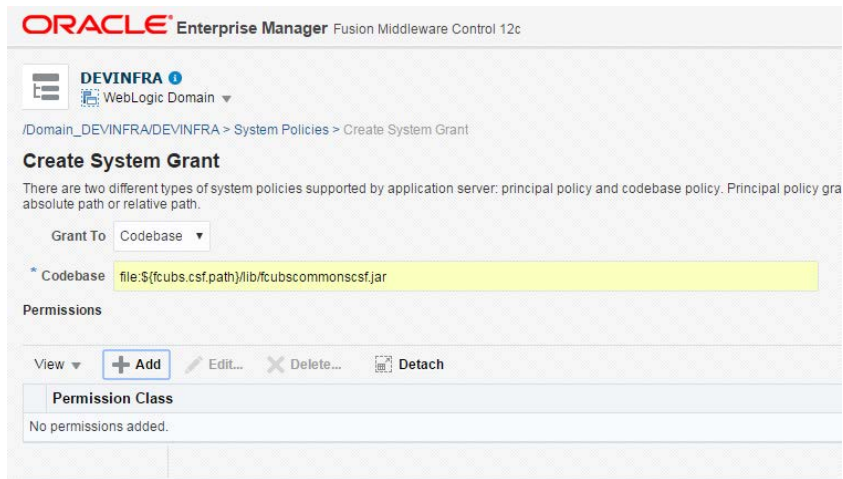 ORACLE® Enterprise Manager Fusion Middleware Control 12c
DEVINFRA
WebLogic Domain
/Domain_DEVINFRA/DEVINFRA > System Policies > Create System Grant
Create System Grant
There are two different types of system policies supported by application server: principal policy and codebase policy. Principal policy gra
absolute path or relative path.
Grant To Codebase
* Codebase file:${fcubs.csf.path}/lib/fcubscommonscsf.jar
Permissions
View Add Edit... Delete... Detach
Permission Class
No permissions added.